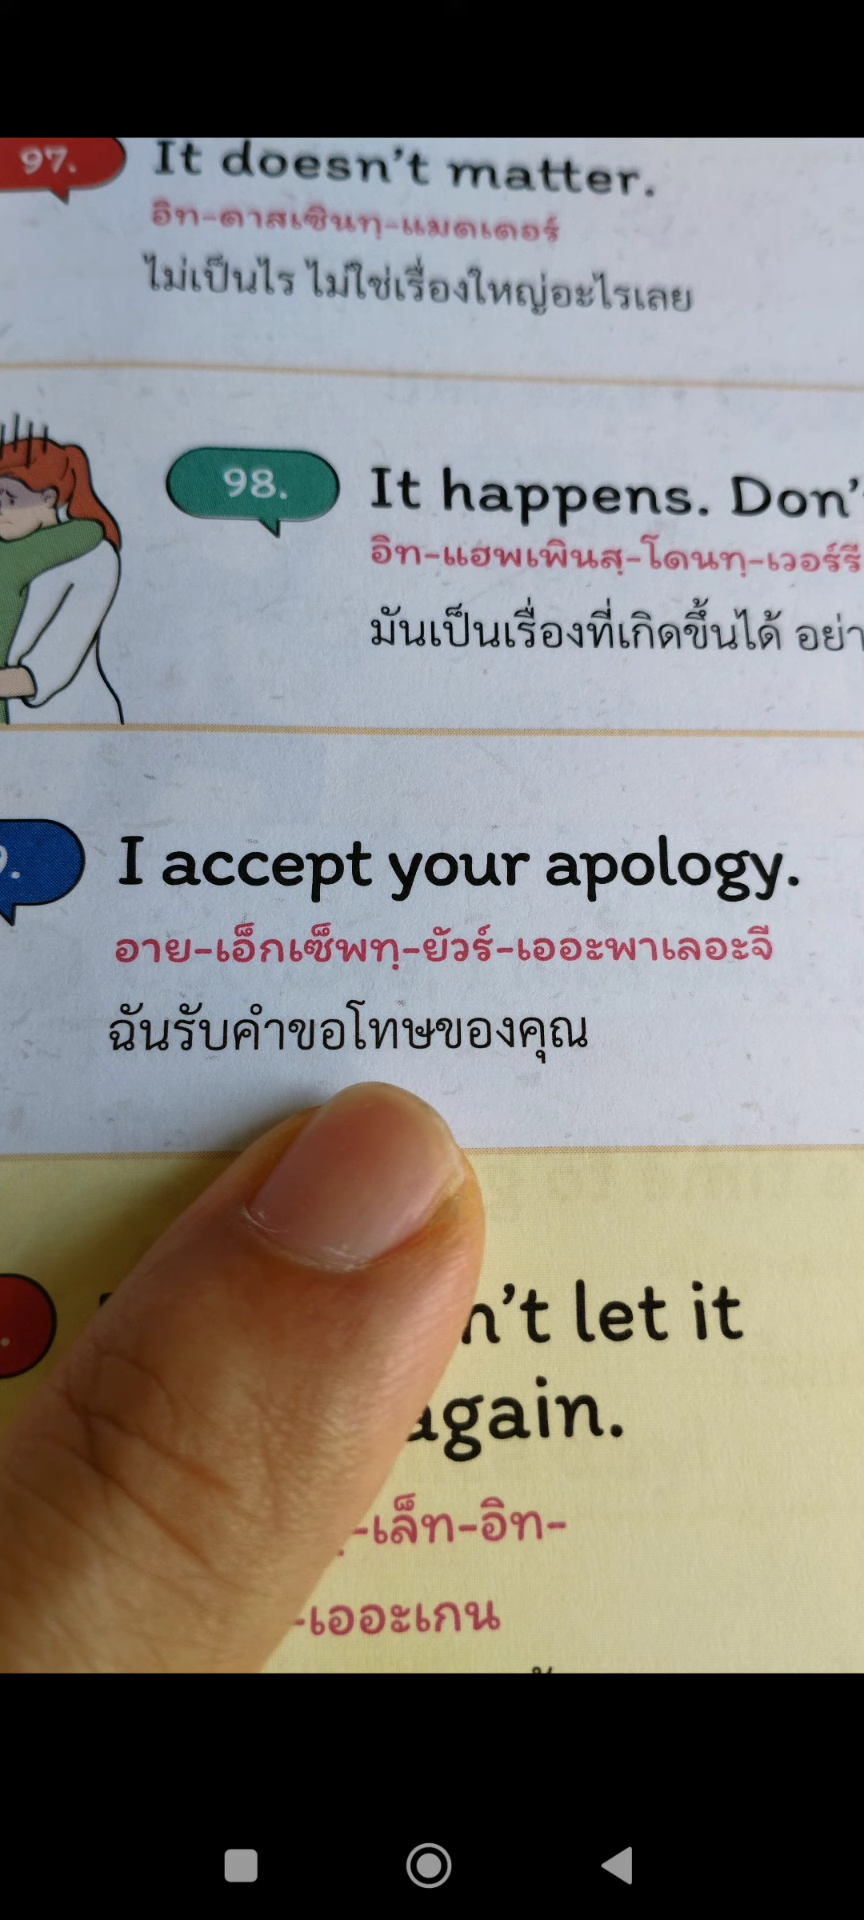 97. It doesn't matter.
อิท-ดาสเซินทฺ-แมตเตอร์
ไม่เป็นไร ไม่ใช่เรื่องใหญ่อะไรเลย
98. It happens. Don'
อิท-แฮพเพินสฺ-โดนทฺ-เวอร์รี
มันเป็นเรื่องที่เกิดขึ้นได้ อย่า
9. I accept your apology.
อาย-เอ็กเซ็พทฺ-ยัวร์-เออะพาเลอะจี
ฉันรับคำขอโทษของคุณ
n't let it
again.
-เล็ท-อิท-
-เออะเกน